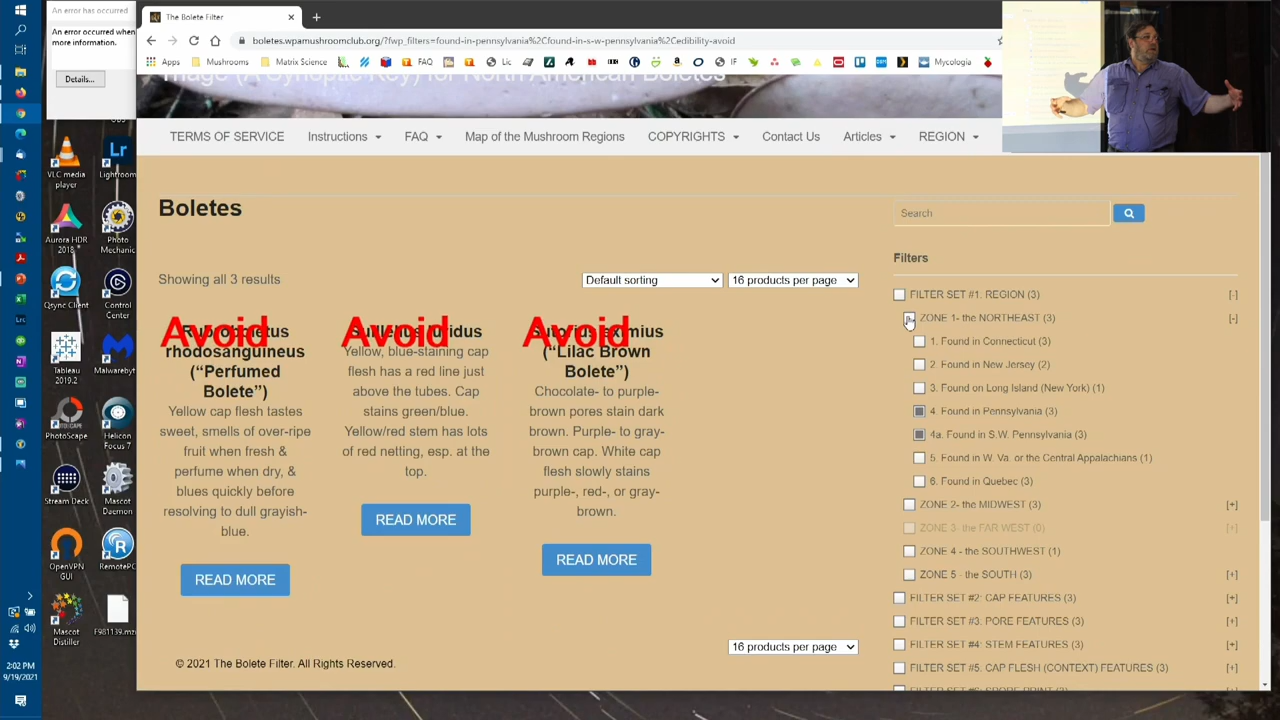 An error has occurred
The Bolete Filter
An error occurred when
more information.
boletes.wpamushroomclub.org/?fwp_filters=found-in-pennsylvania%2Cfound-in-s-w-pennsylvania%2Cedibility-avoid
Apps
Mushrooms
Matrix Science
FAQ
Lic
IF
Mycologia
Details...
Image (A Synoptic Key) for North American Boletes
TERMS OF SERVICE
Instructions
FAQ
Map of the Mushroom Regions
COPYRIGHTS
Contact Us
Articles
REGION
VLC media
player
Lightroom
Aurora HDR
2018
Photo
Mechanic
Qsync Client
Control
Center
Tableau
2019.2
Malwarebyt
PhotoScape
Helicon
Focus 7
Stream Deck
Mascot
Daemon
OpenVPN
GUI
RemotePC
Mascot
Distiller
F981139.mz
2:02 PM
9/19/2021
Boletes
Showing all 3 results
Default sorting
16 products per page
Avoid
rhodosanguineus
(“Perfumed
Bolete”)
Yellow cap flesh tastes
sweet, smells of over-ripe
fruit when fresh &
perfume when dry, &
blues quickly before
resolving to dull grayish-
blue.
READ MORE
Avoid
Yellow, blue-staining cap
flesh has a red line just
above the tubes. Cap
stains green/blue.
Yellow/red stem has lots
of red netting, esp. at the
top.
READ MORE
Avoid
(“Lilac Brown
Bolete”)
Chocolate- to purple-
brown pores stain dark
brown. Purple- to gray-
brown cap. White cap
flesh slowly stains
purple-, red-, or gray-
brown.
READ MORE
16 products per page
© 2021 The Bolete Filter. All Rights Reserved.
Search
Filters
FILTER SET #1. REGION (3) [-]
ZONE 1- the NORTHEAST (3) [-]
1. Found in Connecticut (3)
2. Found in New Jersey (2)
3. Found on Long Island (New York) (1)
4. Found in Pennsylvania (3)
4a. Found in S.W. Pennsylvania (3)
5. Found in W. Va. or the Central Appalachians (1)
6. Found in Quebec (3)
ZONE 2- the MIDWEST (3) [+]
ZONE 3- the FAR WEST (0) [+]
ZONE 4 - the SOUTHWEST (1)
ZONE 5 - the SOUTH (3) [+]
FILTER SET #2: CAP FEATURES (3) [+]
FILTER SET #3. PORE FEATURES (3) [+]
FILTER SET #4: STEM FEATURES (3) [+]
FILTER SET #5. CAP FLESH (CONTEXT) FEATURES (3) [+]